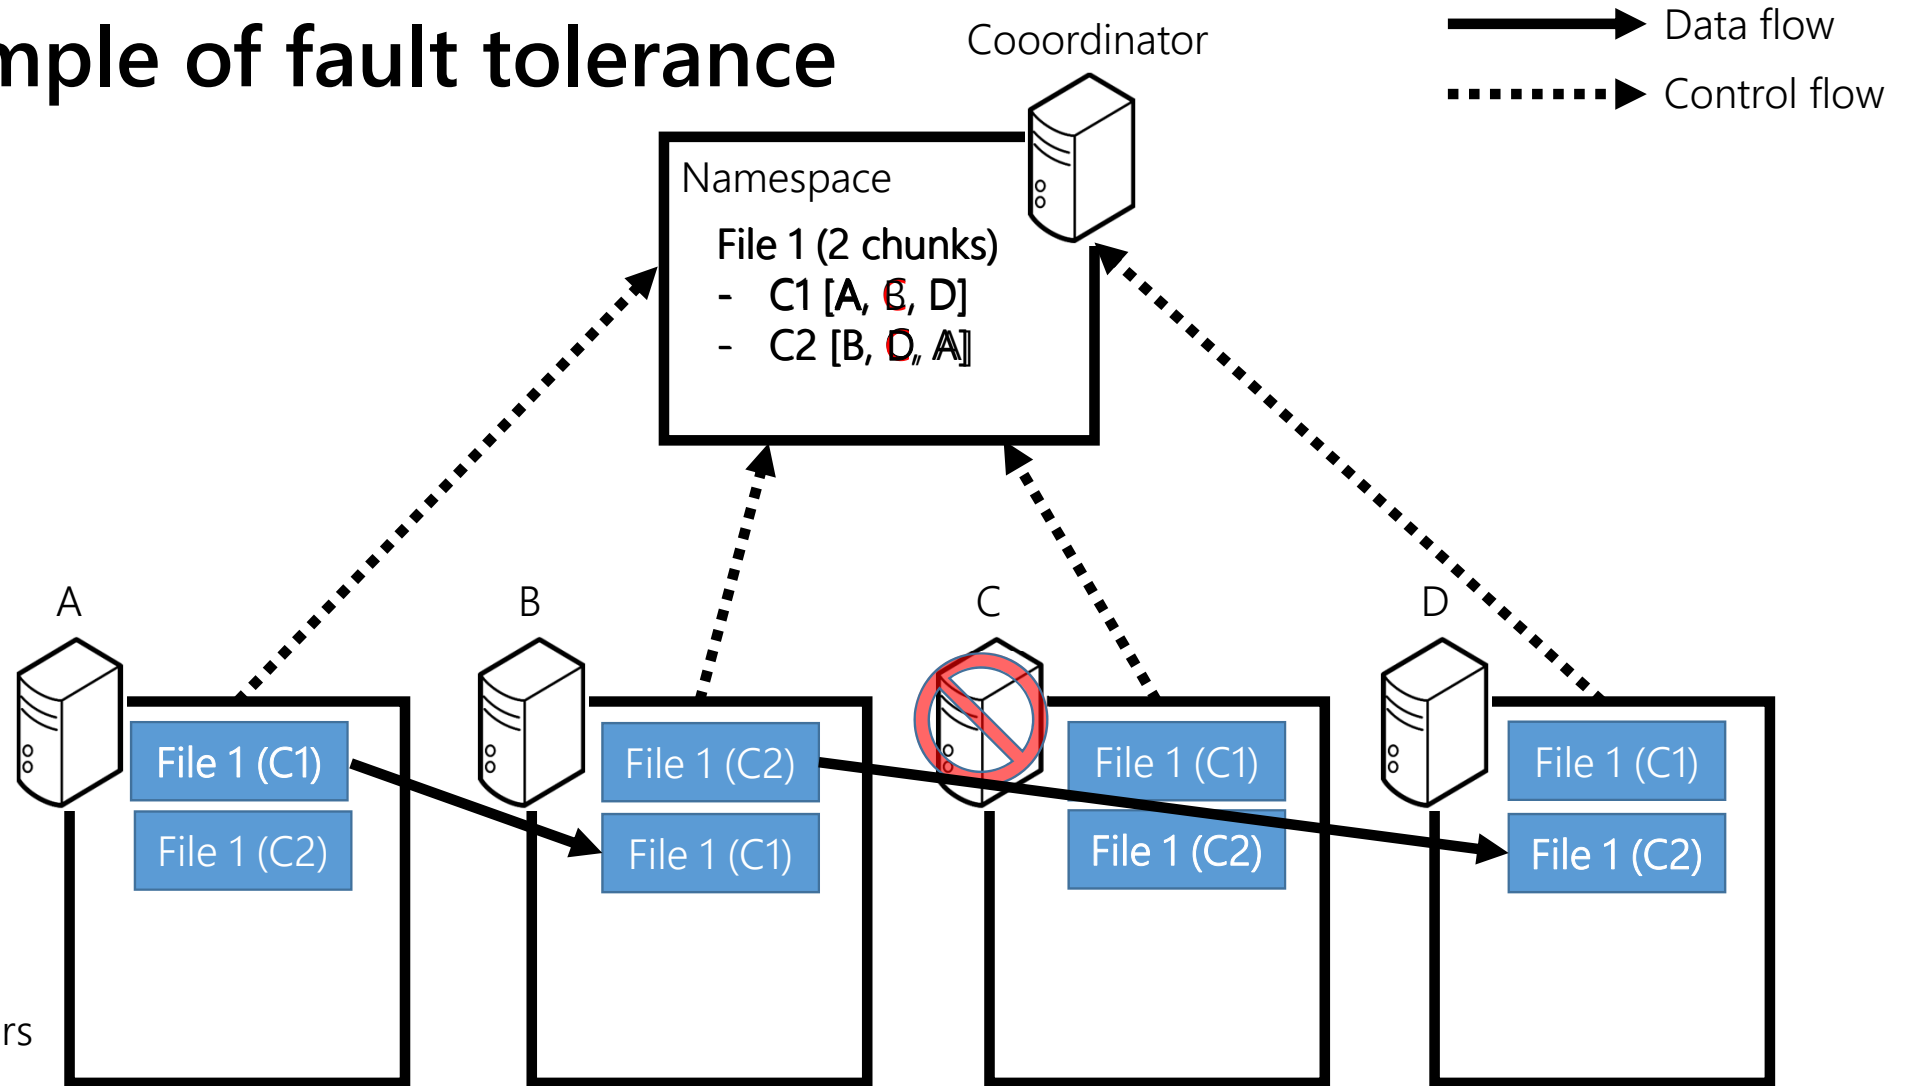 mple of fault tolerance
Cooordinator
Data flow
Control flow
Namespace
File 1 (2 chunks)
- C1 [A, B, D]
- C2 [B, D, A]
A
B
C
D
File 1 (C1)
File 1 (C2)
File 1 (C1)
File 1 (C1)
File 1 (C2)
File 1 (C1)
File 1 (C2)
File 1 (C2)
rs